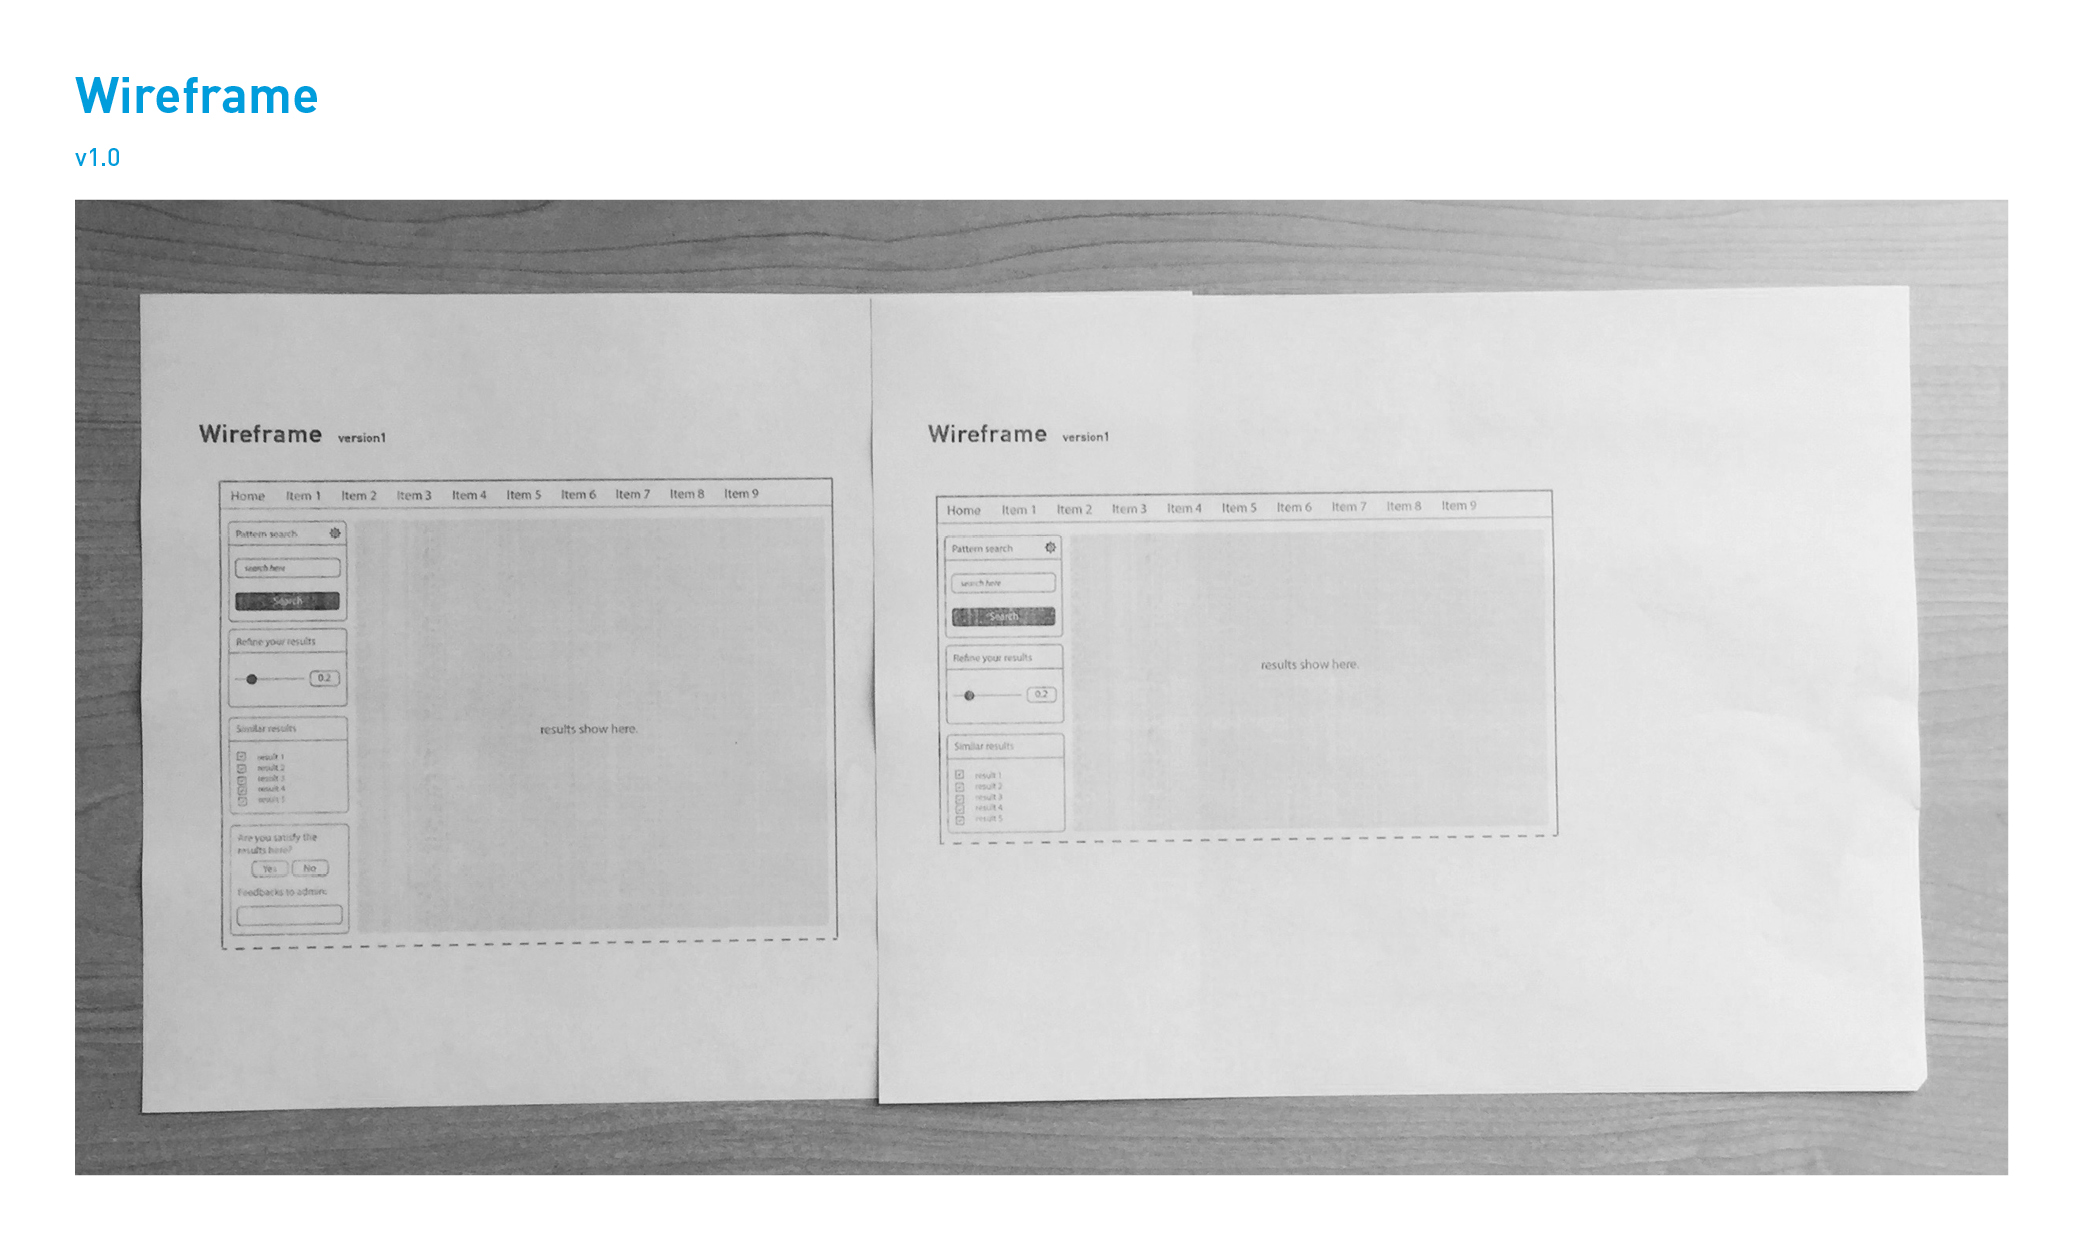 Wireframe
v1.0
Wireframe version1
Home Item 1 Item 2 Item 3 Item 4 Item 5 Item 6 Item 7 Item 8 Item 9
Pattern search
search here
Search
Refine your results
0.2
Similar results
result 1
result 2
result 3
result 4
result 5
Are you satisfy the
results here?
Yes No
Feedbacks to admin:
results show here.
Wireframe version1
Home Item 1 Item 2 Item 3 Item 4 Item 5 Item 6 Item 7 Item 8 Item 9
Pattern search
search here
Search
Refine your results
0.2
Similar results
result 1
result 2
result 3
result 4
result 5
results show here.